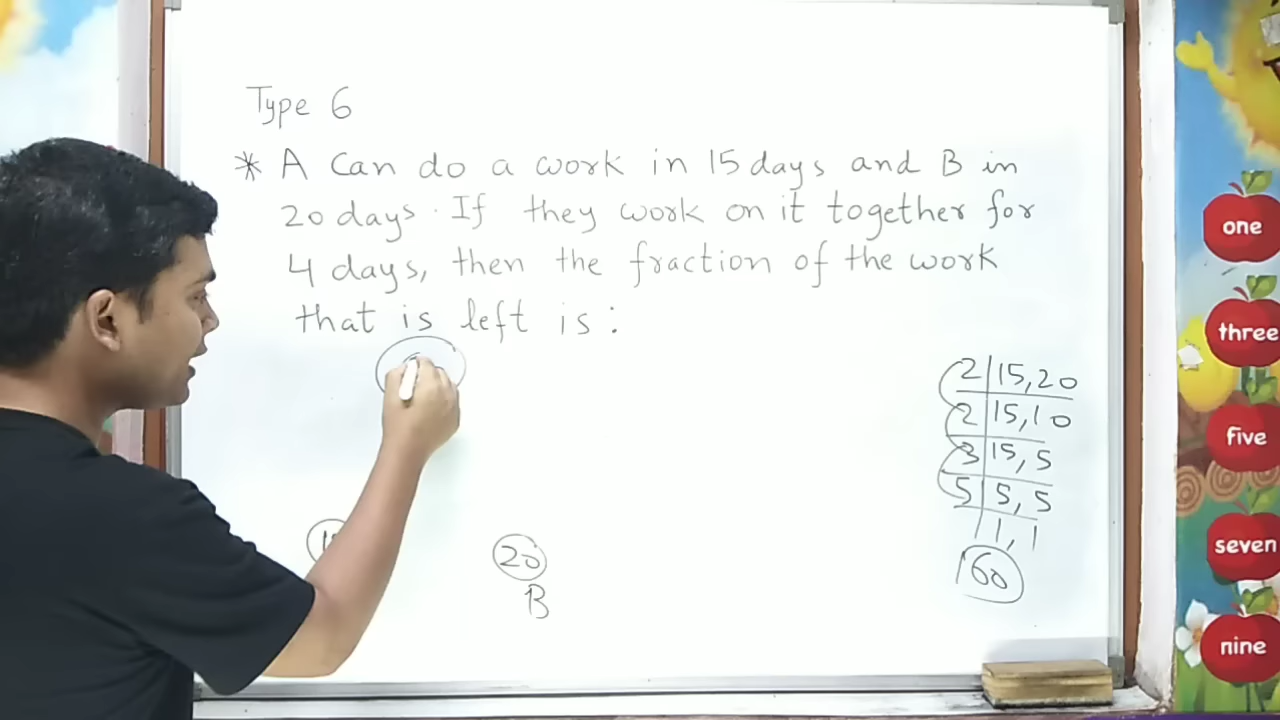 Type 6
* A can do a work in 15 days and B in
20 days. If they work on it together for
4 days, then the fraction of the work
that is left is:
2 | 15, 20
2 | 15, 10
3 | 15, 5
5 | 5, 5
1, 1
60
20
B
one
three
five
seven
nine